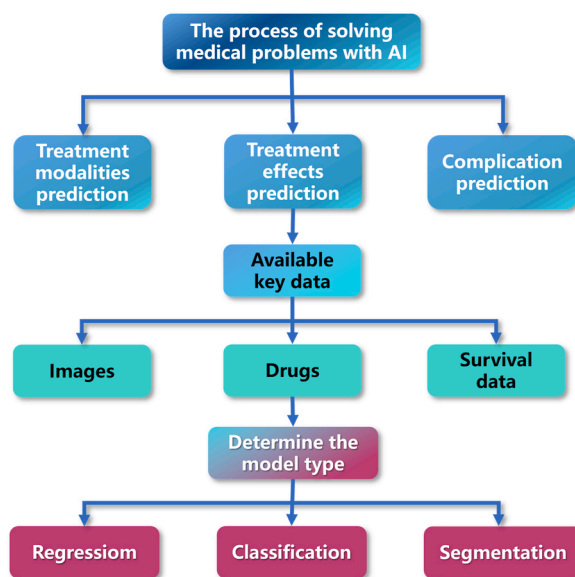 The process of solving
medical problems with AI
Treatment
modalities
prediction
Treatment
effects
prediction
Complication
prediction
Available
key data
Images
Drugs
Survival
data
Determine the
model type
Regressiom
Classification
Segmentation